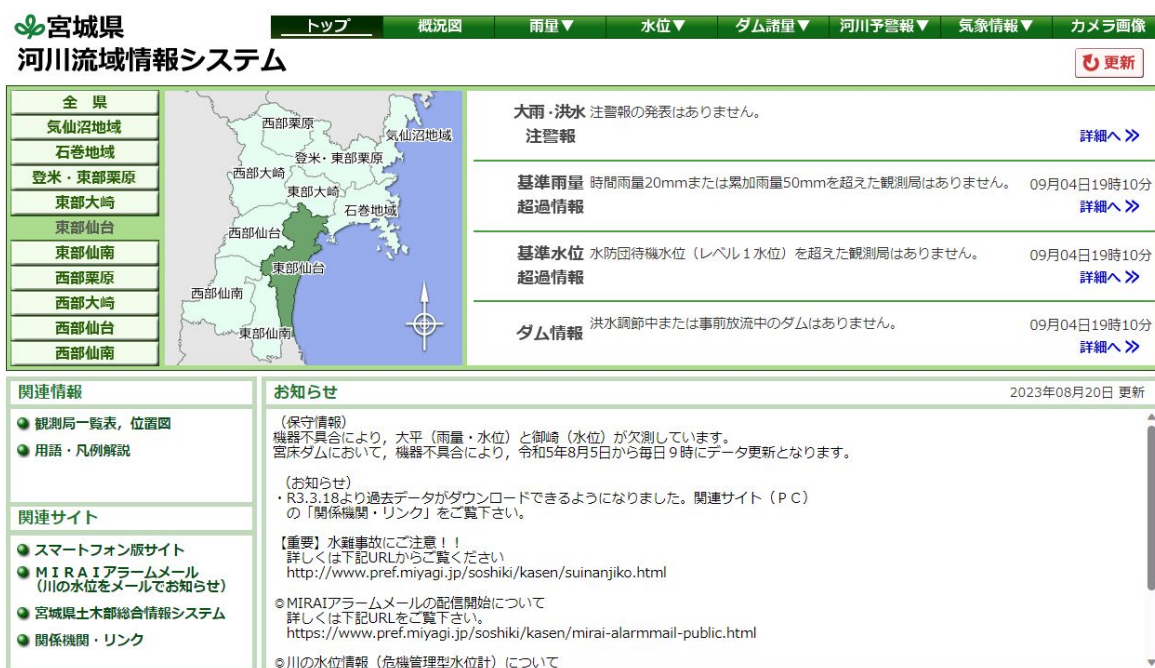 宮城県
河川流域情報システム
トップ 概況図 雨量▼ 水位▼ ダム諸量▼ 河川予警報▼ 気象情報▼ カメラ画像
更新
全 県
気仙沼地域
石巻地域
登米・東部栗原
東部大崎
東部仙台
東部仙南
西部栗原
西部大崎
西部仙台
西部仙南
西部栗原
気仙沼地域
登米・東部栗原
西部大崎
東部大崎
石巻地域
西部仙台
東部仙台
西部仙南
東部仙南
大雨・洪水 注警報の発表はありません。
注警報
詳細へ
基準雨量 時間雨量20mmまたは累加雨量50mmを超えた観測局はありません。 09月04日19時10分
超過情報 詳細へ
基準水位 水防団待機水位（レベル１水位）を超えた観測局はありません。 09月04日19時10分
超過情報 詳細へ
ダム情報 洪水調節中または事前放流中のダムはありません。 09月04日19時10分
詳細へ
関連情報
観測局一覧表，位置図
用語・凡例解説
関連サイト
スマートフォン版サイト
ＭＩＲＡＩアラームメール
（川の水位をメールでお知らせ）
宮城県土木部総合情報システム
関係機関・リンク
お知らせ 2023年08月20日 更新
（保守情報）
機器不具合により，大平（雨量・水位）と御崎（水位）が欠測しています。
宮床ダムにおいて，機器不具合により，令和5年8月5日から毎日９時にデータ更新となります。
（お知らせ）
・R3.3.18より過去データがダウンロードできるようになりました。関連サイト（ＰＣ）
の「関係機関・リンク」をご覧下さい。
【重要】水難事故にご注意！！
詳しくは下記URLからご覧ください
http://www.pref.miyagi.jp/soshiki/kasen/suinanjiko.html
◎MIRAIアラームメールの配信開始について
詳しくは下記URLをご覧下さい。
https://www.pref.miyagi.jp/soshiki/kasen/mirai-alarmmail-public.html
◎川の水位情報（危機管理型水位計）について